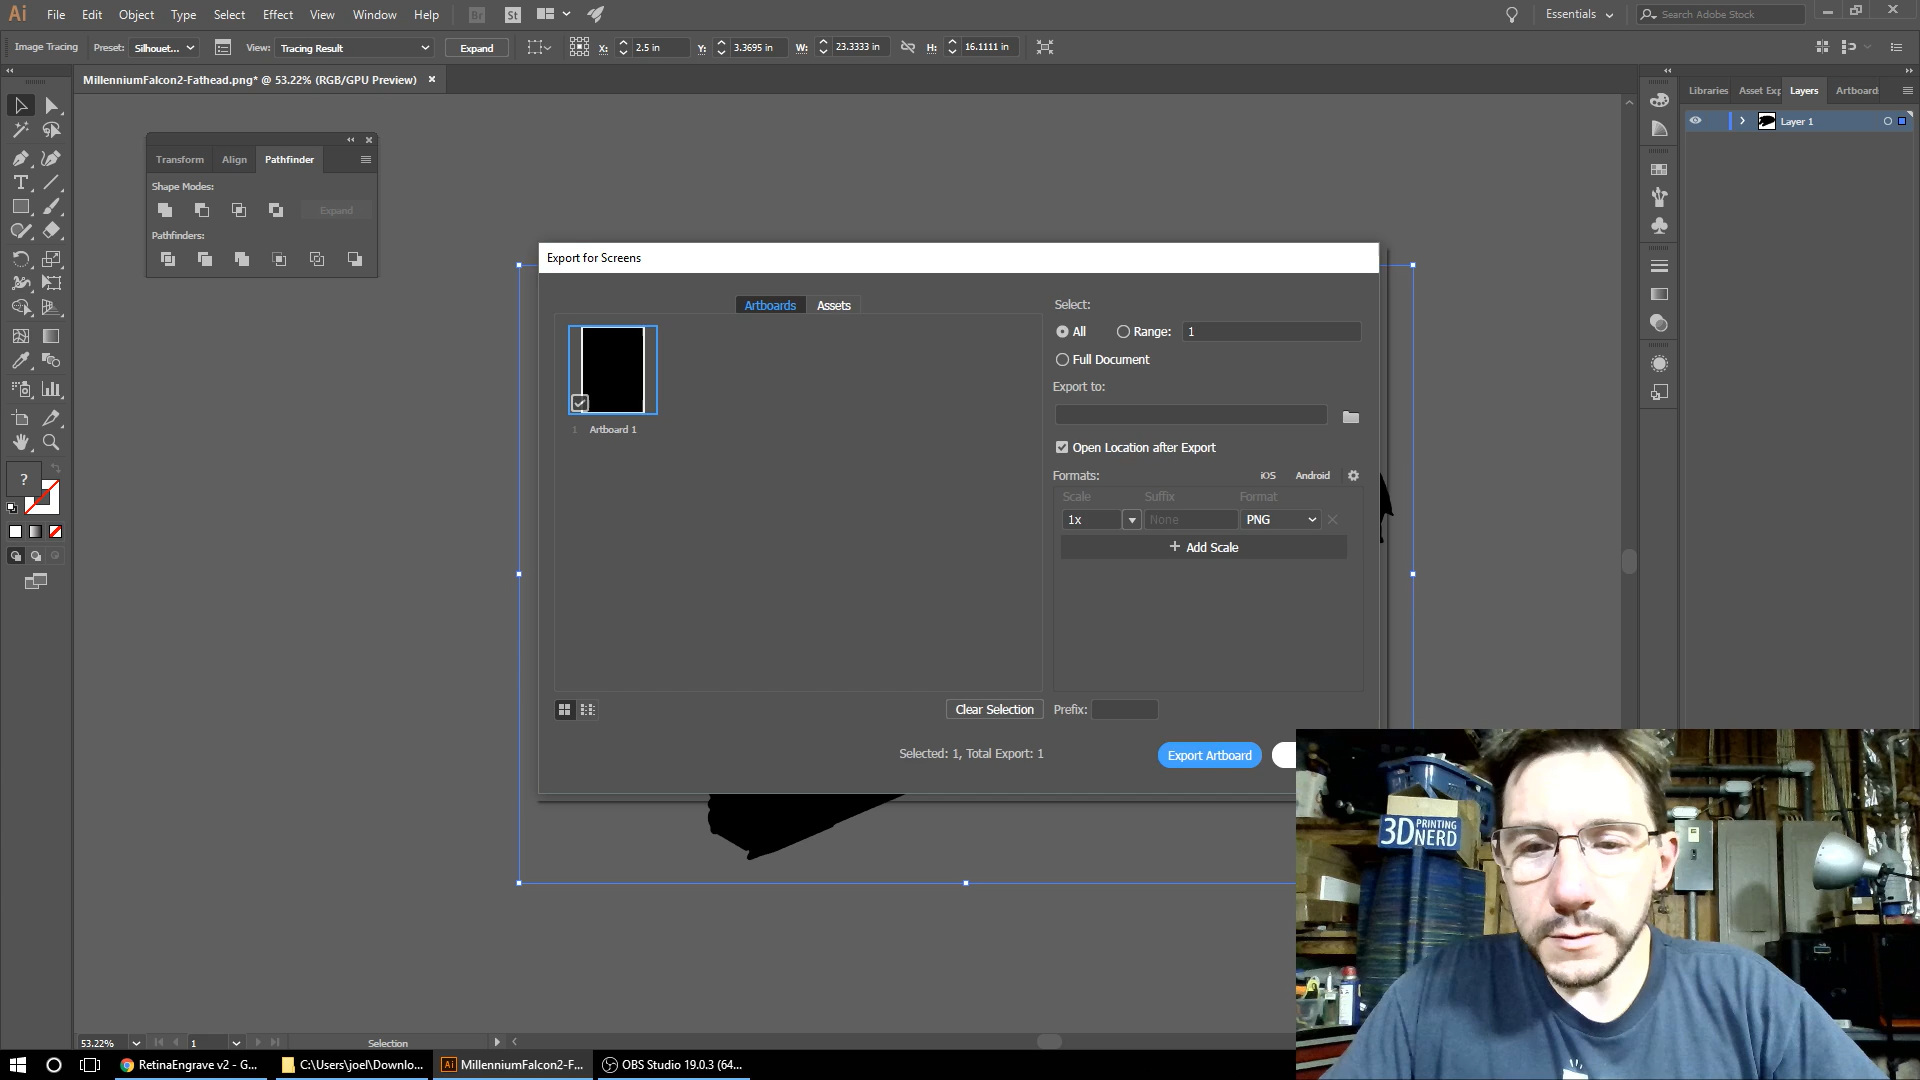 Ai File Edit Object Type Select Effect View Window Help Br St Essentials Search Adobe Stock
Image Tracing Preset: Silhouet... View: Tracing Result Expand X: 2.5 in Y: 3.3695 in W: 23.3333 in H: 16.1111 in
MillenniumFalcon2-Fathead.png* @ 53.22% (RGB/GPU Preview)
Libraries Asset Exp Layers Artboard
Layer 1
Transform Align Pathfinder
Shape Modes:
Expand
Pathfinders:
Export for Screens
Artboards Assets
1 Artboard 1
Select:
All Range: 1
Full Document
Export to:
Open Location after Export
Formats: iOS Android
Scale Suffix Format
1x None PNG
+ Add Scale
Clear Selection Prefix:
Selected: 1, Total Export: 1 Export Artboard
T
?
3D PRINTING
NERD
53.22% 1 Selection
RetinaEngrave v2 - G... C:\Users\joel\Downlo... Ai MillenniumFalcon2-F... OBS Studio 19.0.3 (64...